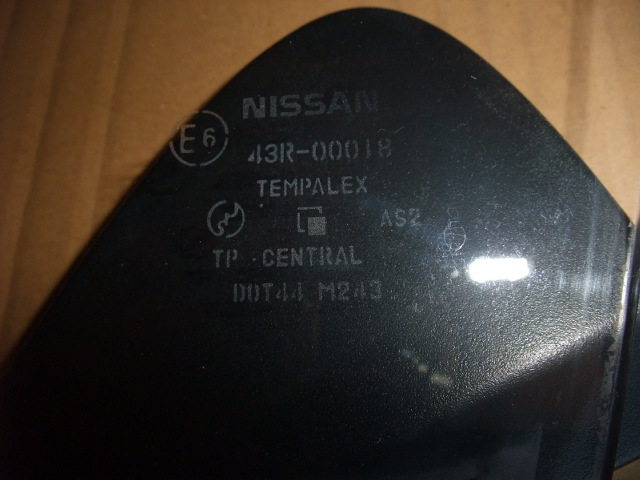 NISSAN
E6
43R-00018
TEMPALEX
AS2
TP CENTRAL
DOT44 M243